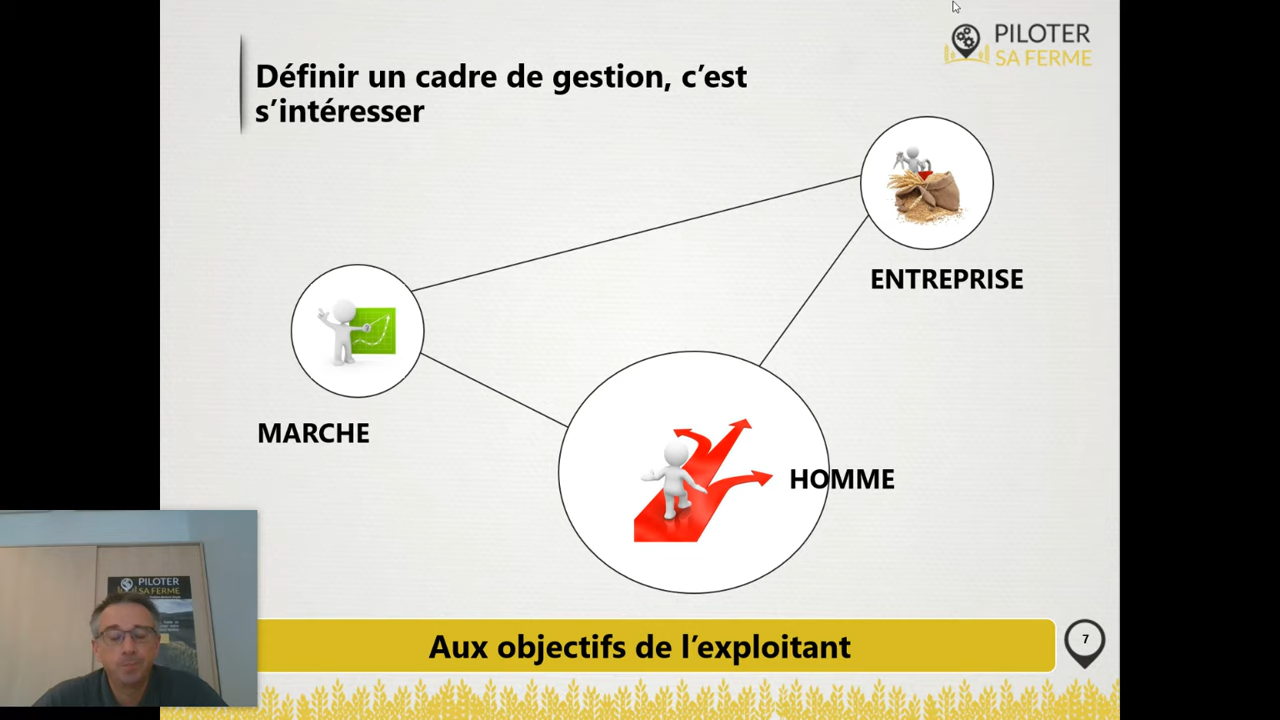 PILOTER
SA FERME
Définir un cadre de gestion, c’est
s’intéresser
ENTREPRISE
MARCHE
HOMME
PILOTER
SA FERME
Aux objectifs de l’exploitant
7